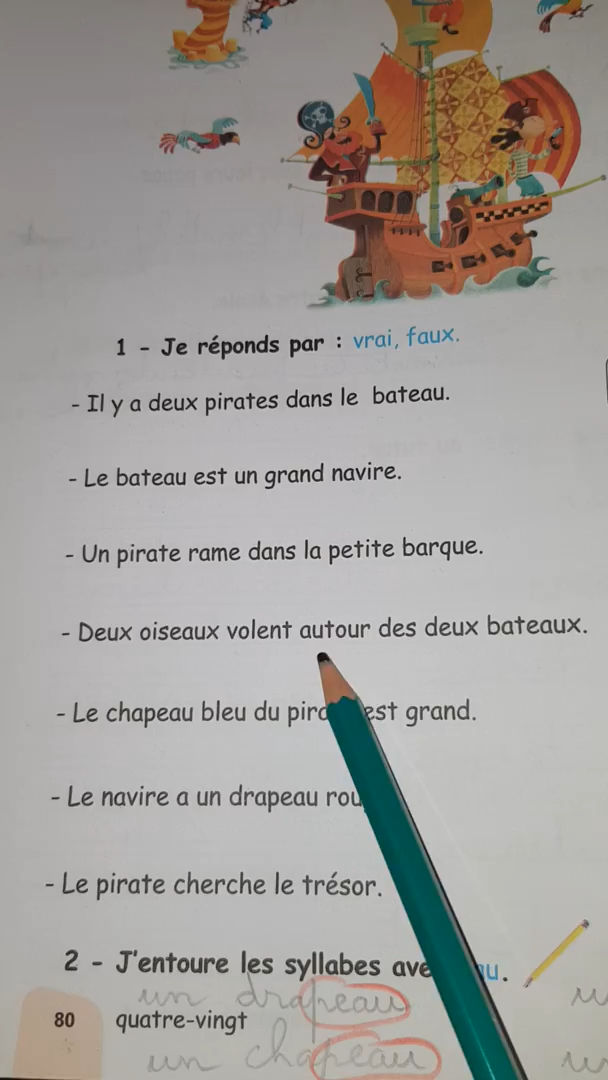 1 - Je réponds par : vrai, faux.
- Il y a deux pirates dans le bateau.
- Le bateau est un grand navire.
- Un pirate rame dans la petite barque.
- Deux oiseaux volent autour des deux bateaux.
- Le chapeau bleu du pira est grand.
- Le navire a un drapeau rou
- Le pirate cherche le trésor.
2 - J'entoure les syllabes ave u.
un drapeau
80 quatre-vingt
un chapeau